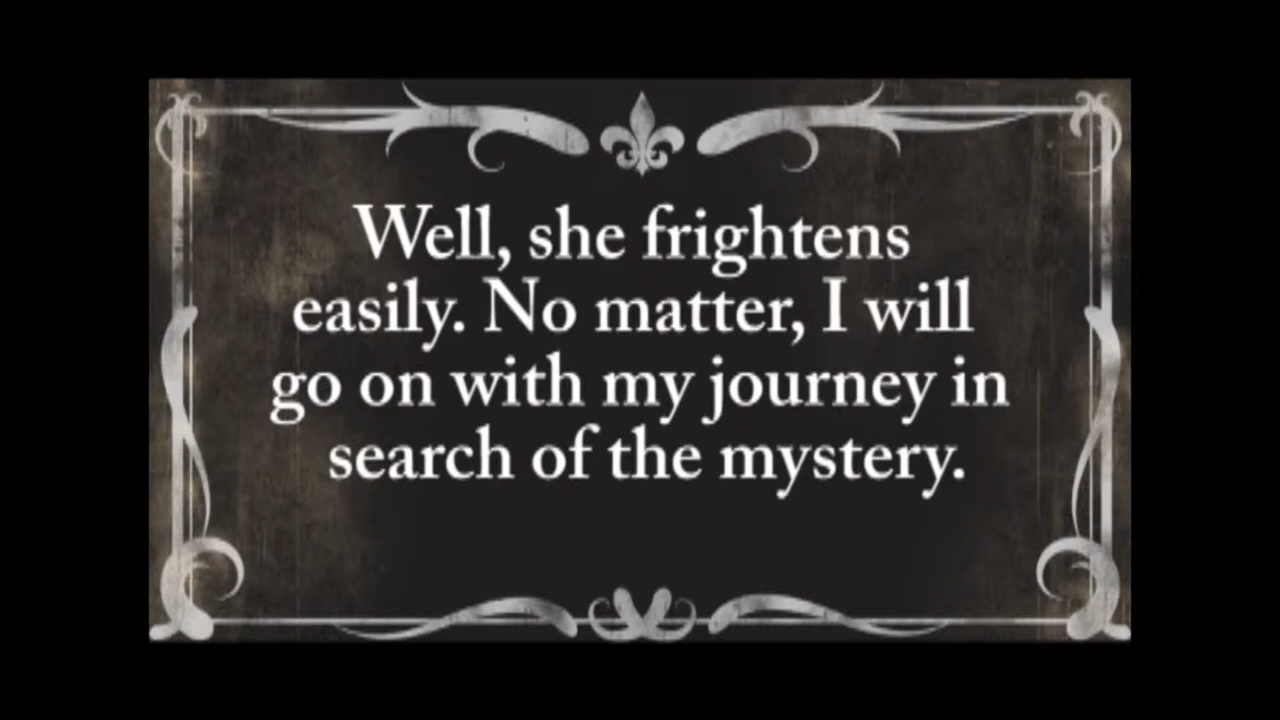 Well, she frightens
easily. No matter, I will
go on with my journey in
search of the mystery.